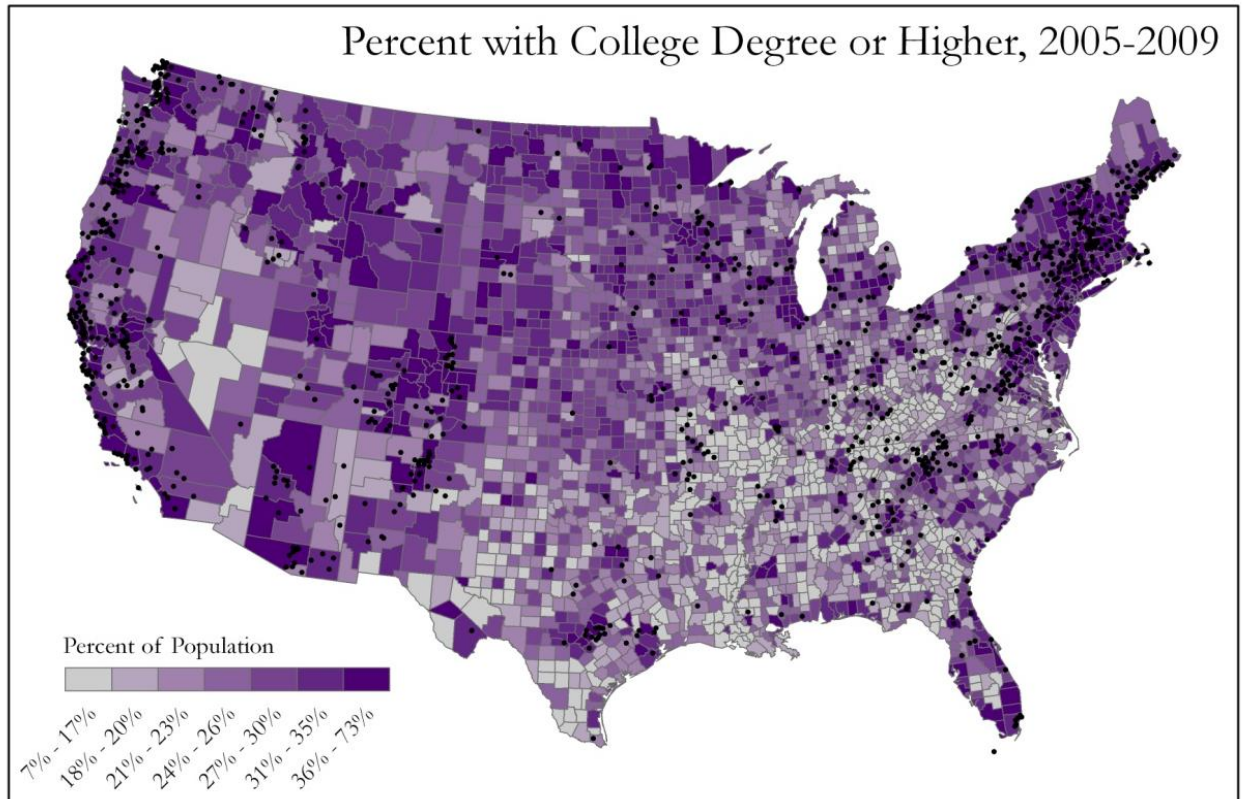 Percent with College Degree or Higher, 2005-2009
Percent of Population
7% - 17%
18% - 20%
21% - 23%
24% - 26%
27% - 30%
31% - 35%
36% - 73%